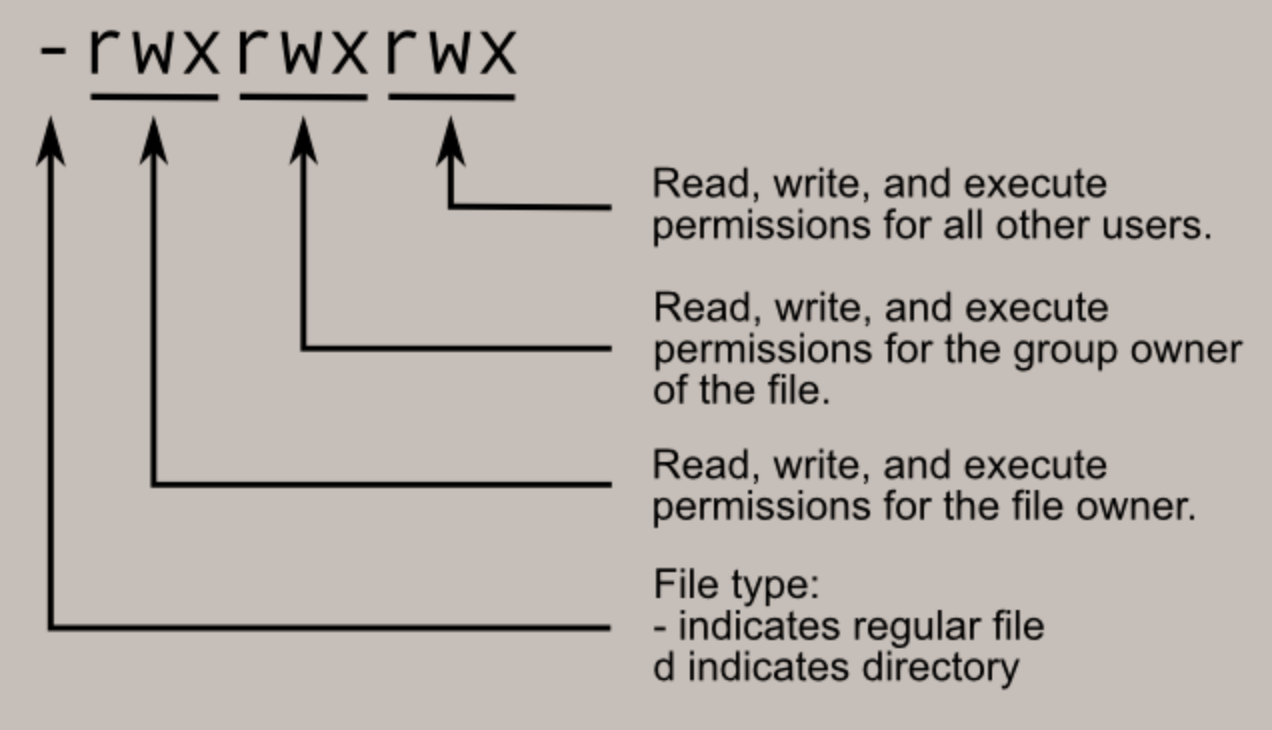 -rwxrwxrwx
Read, write, and execute
permissions for all other users.
Read, write, and execute
permissions for the group owner
of the file.
Read, write, and execute
permissions for the file owner.
File type:
- indicates regular file
d indicates directory